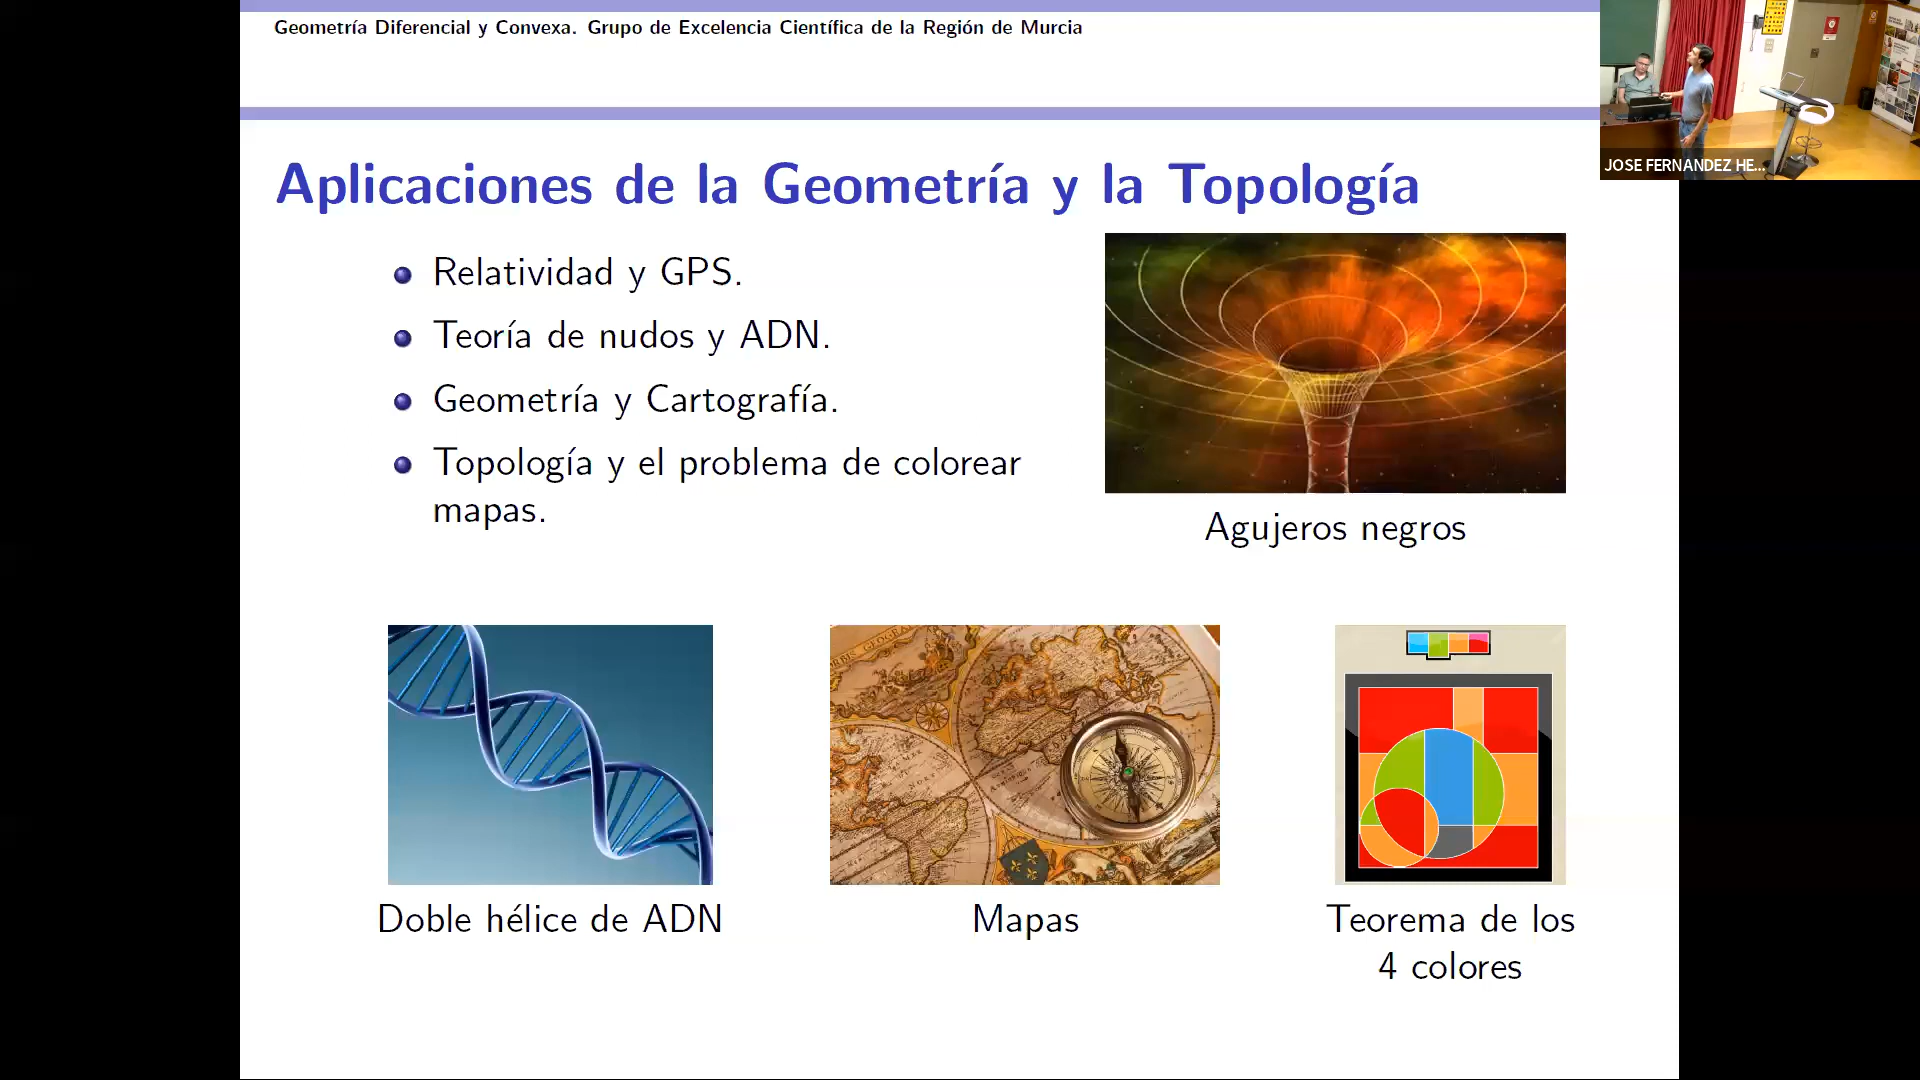 Geometría Diferencial y Convexa. Grupo de Excelencia Científica de la Región de Murcia
JOSE FERNANDEZ HE...
Aplicaciones de la Geometría y la Topología
Relatividad y GPS.
Teoría de nudos y ADN.
Geometría y Cartografía.
Topología y el problema de colorear
mapas.
Agujeros negros
Doble hélice de ADN
Mapas
Teorema de los
4 colores